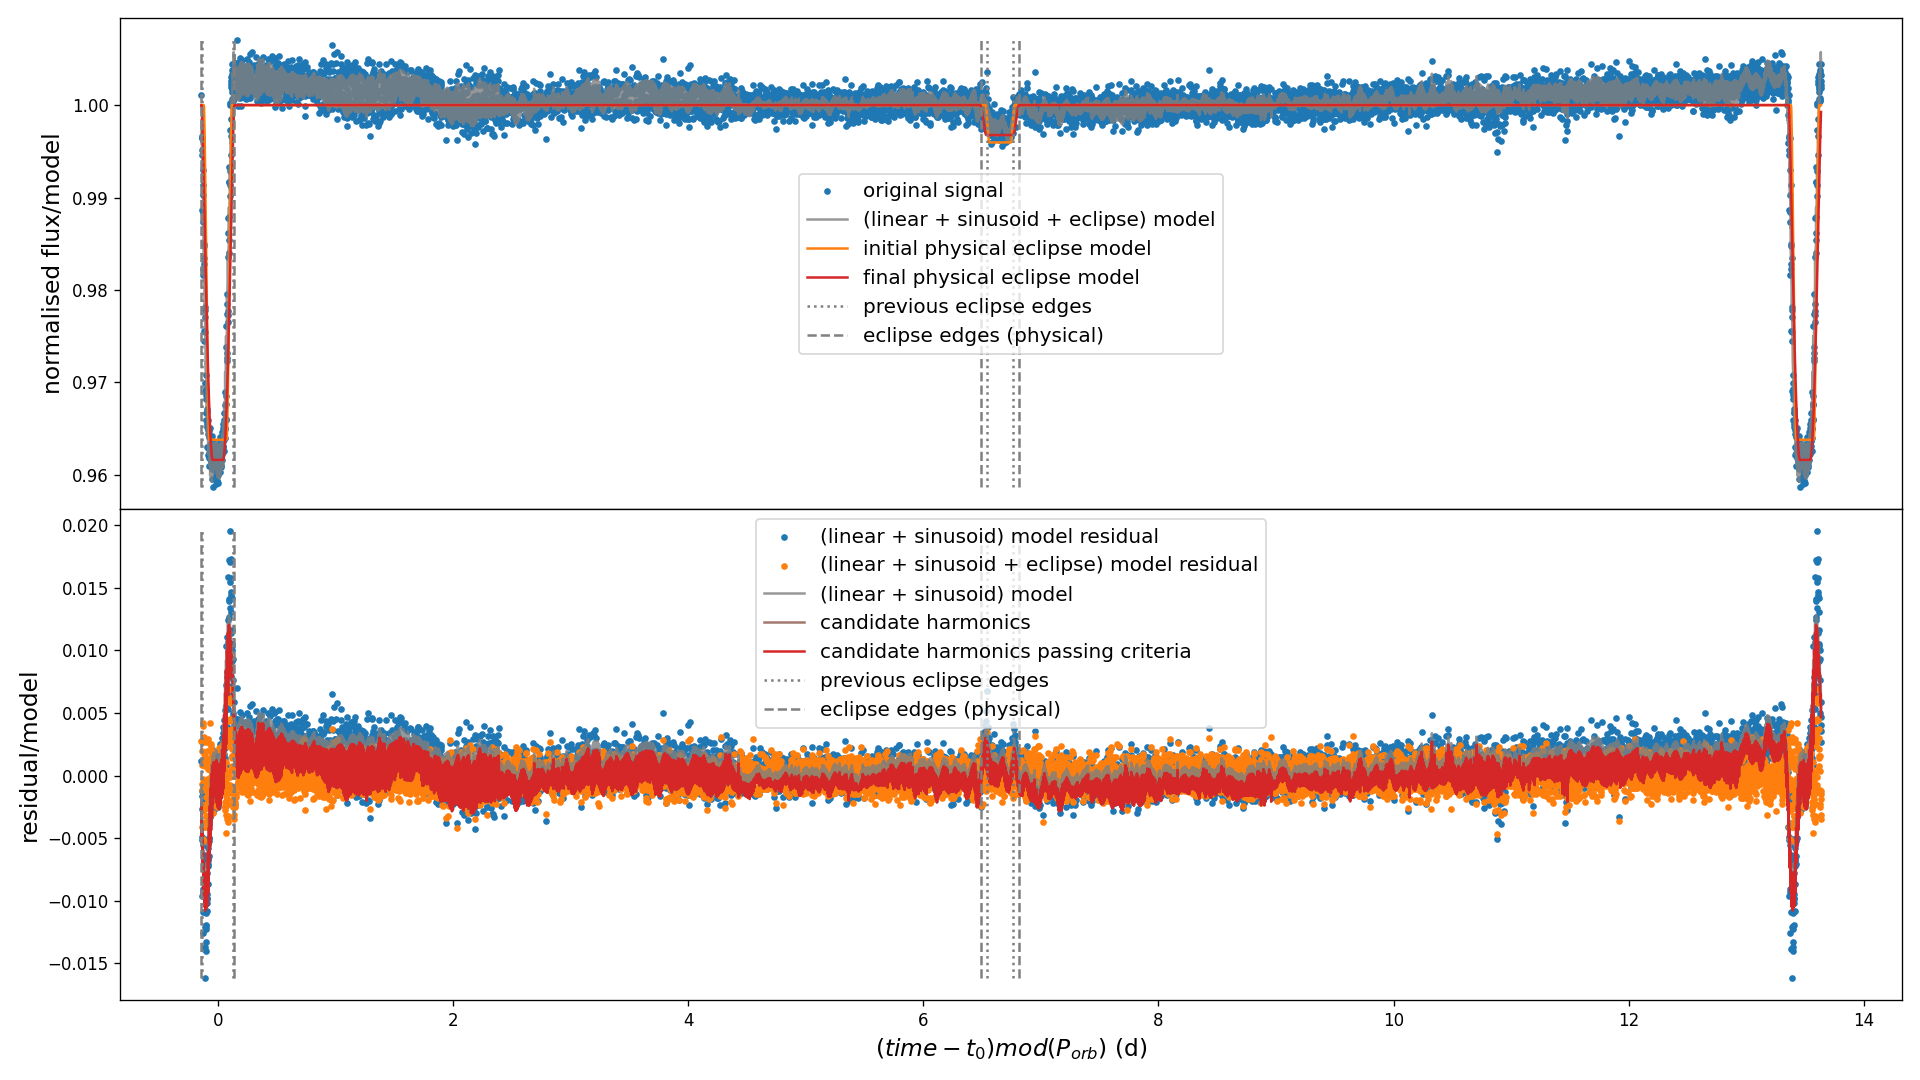 normalised flux/model
1.00
0.99
0.98
0.97
0.96
original signal
(linear + sinusoid + eclipse) model
initial physical eclipse model
final physical eclipse model
previous eclipse edges
eclipse edges (physical)
residual/model
0.020
0.015
0.010
0.005
0.000
−0.005
−0.010
−0.015
(linear + sinusoid) model residual
(linear + sinusoid + eclipse) model residual
(linear + sinusoid) model
candidate harmonics
candidate harmonics passing criteria
previous eclipse edges
eclipse edges (physical)
0 2 4 6 8 10 12 14
(time − t₀)mod(P_orb) (d)